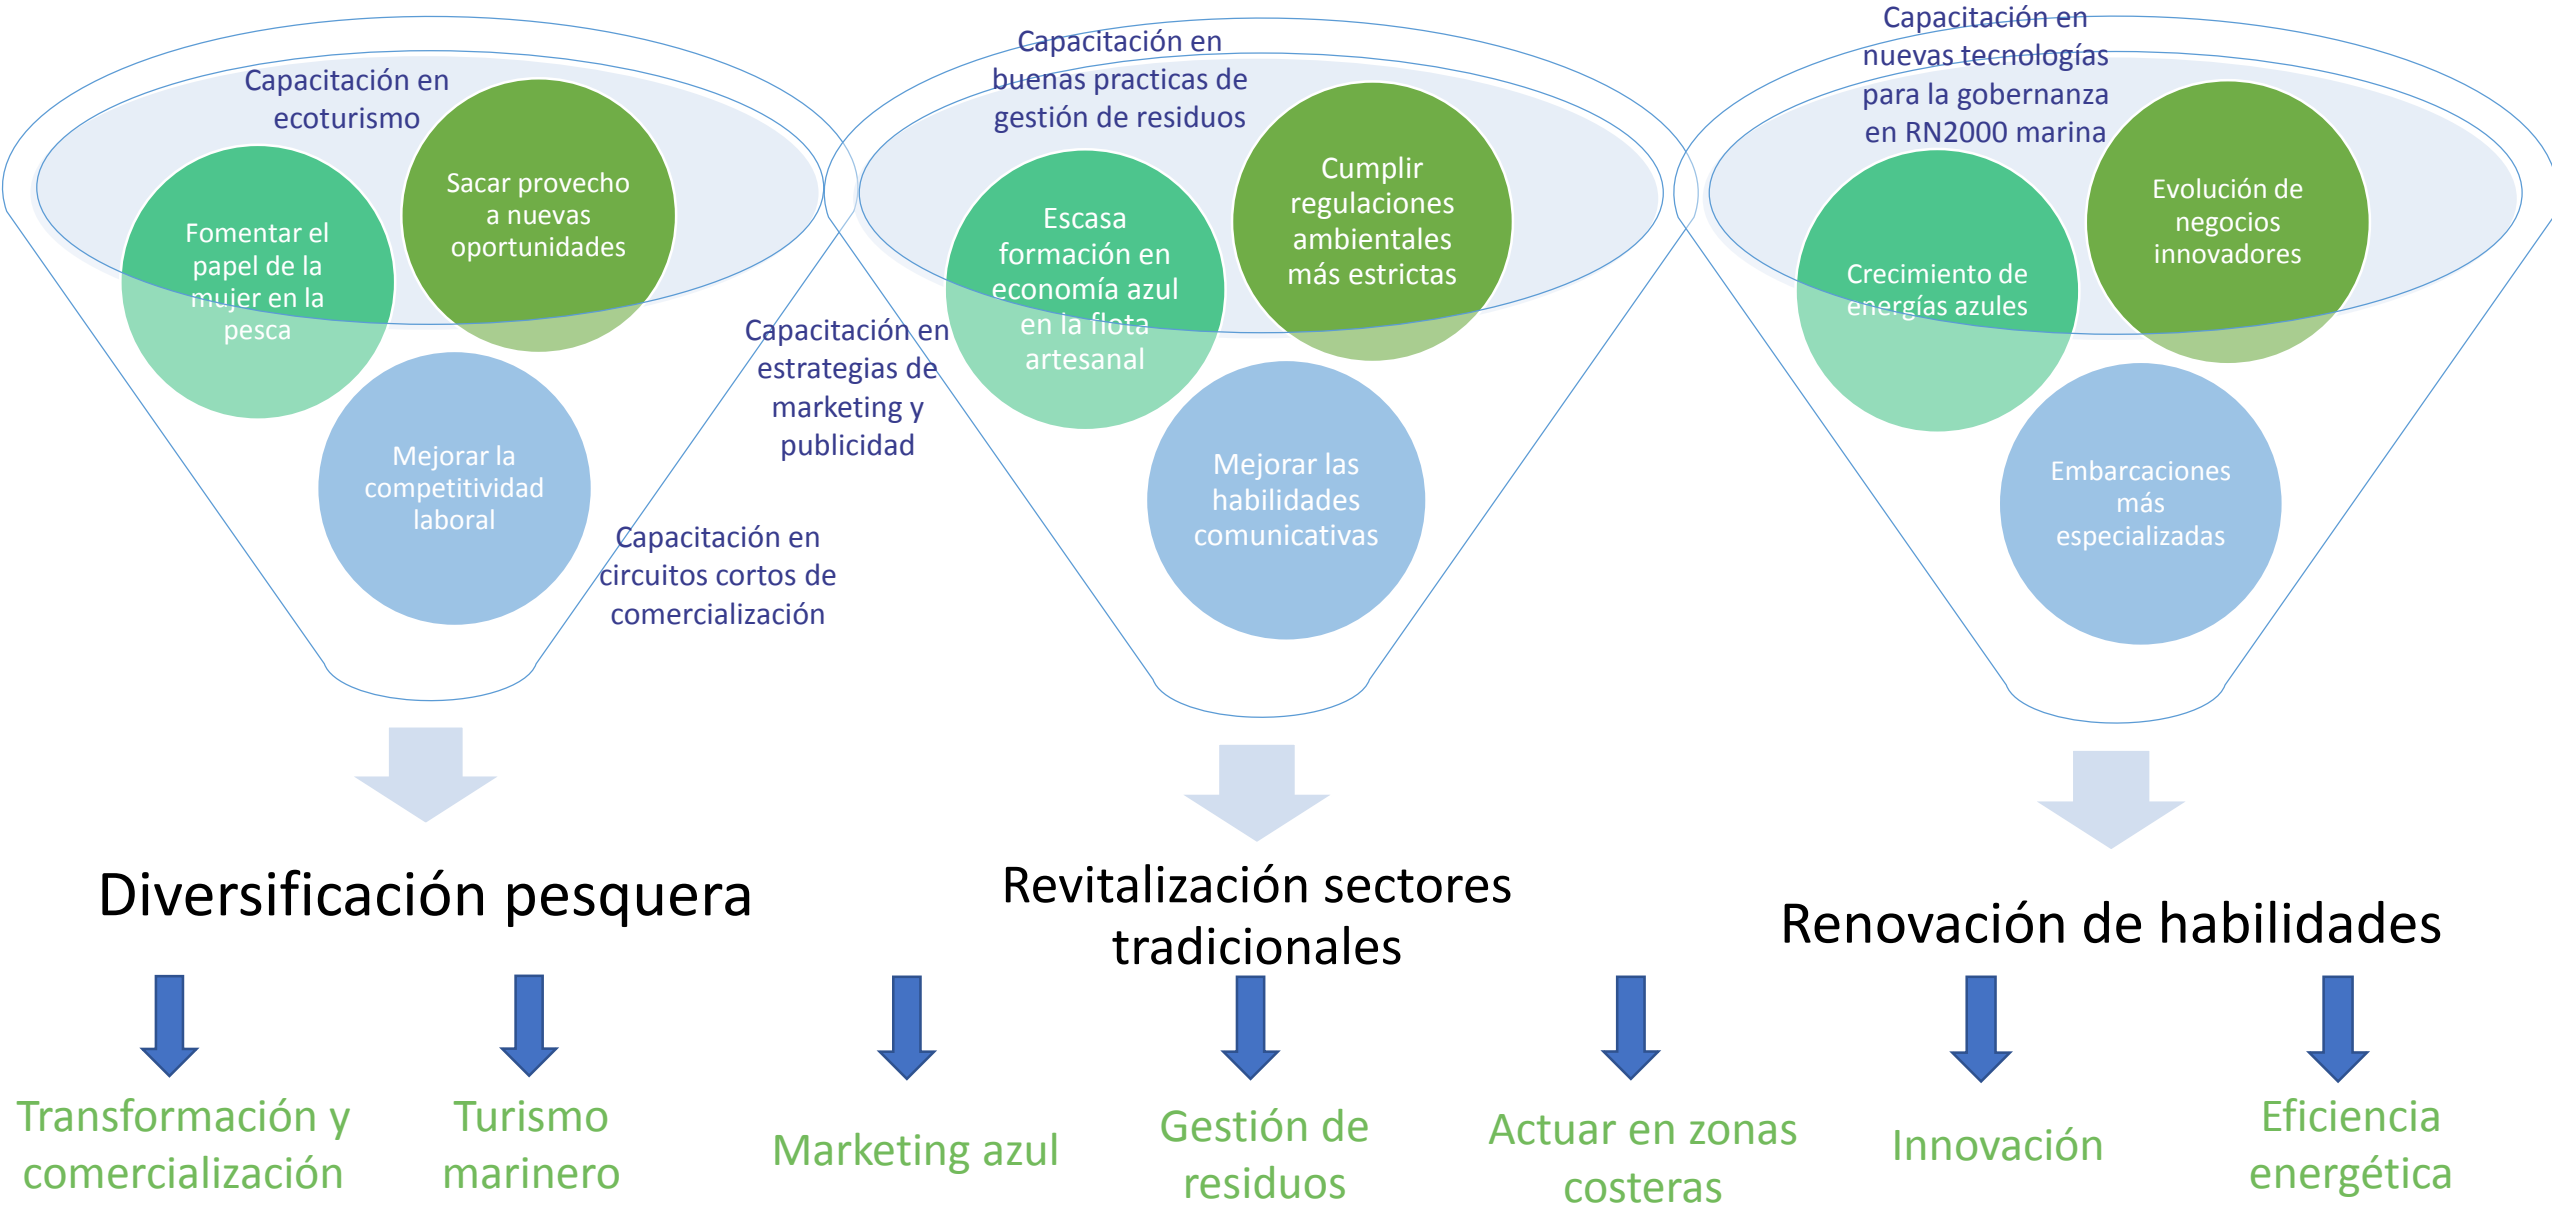 Capacitación en
ecoturismo
Sacar provecho
a nuevas
oportunidades
Fomentar el
papel de la
mujer en la
pesca
Mejorar la
competitividad
laboral
Capacitación en
estrategias de
marketing y
publicidad
Capacitación en
circuitos cortos de
comercialización
Capacitación en
buenas practicas de
gestión de residuos
Cumplir
regulaciones
ambientales
más estrictas
Escasa
formación en
economía azul
en la flota
artesanal
Mejorar las
habilidades
comunicativas
Capacitación en
nuevas tecnologías
para la gobernanza
en RN2000 marina
Evolución de
negocios
innovadores
Crecimiento de
energías azules
Embarcaciones
más
especializadas
Diversificación pesquera
Revitalización sectores
tradicionales
Renovación de habilidades
Transformación y
comercialización
Turismo
marinero
Marketing azul
Gestión de
residuos
Actuar en zonas
costeras
Innovación
Eficiencia
energética